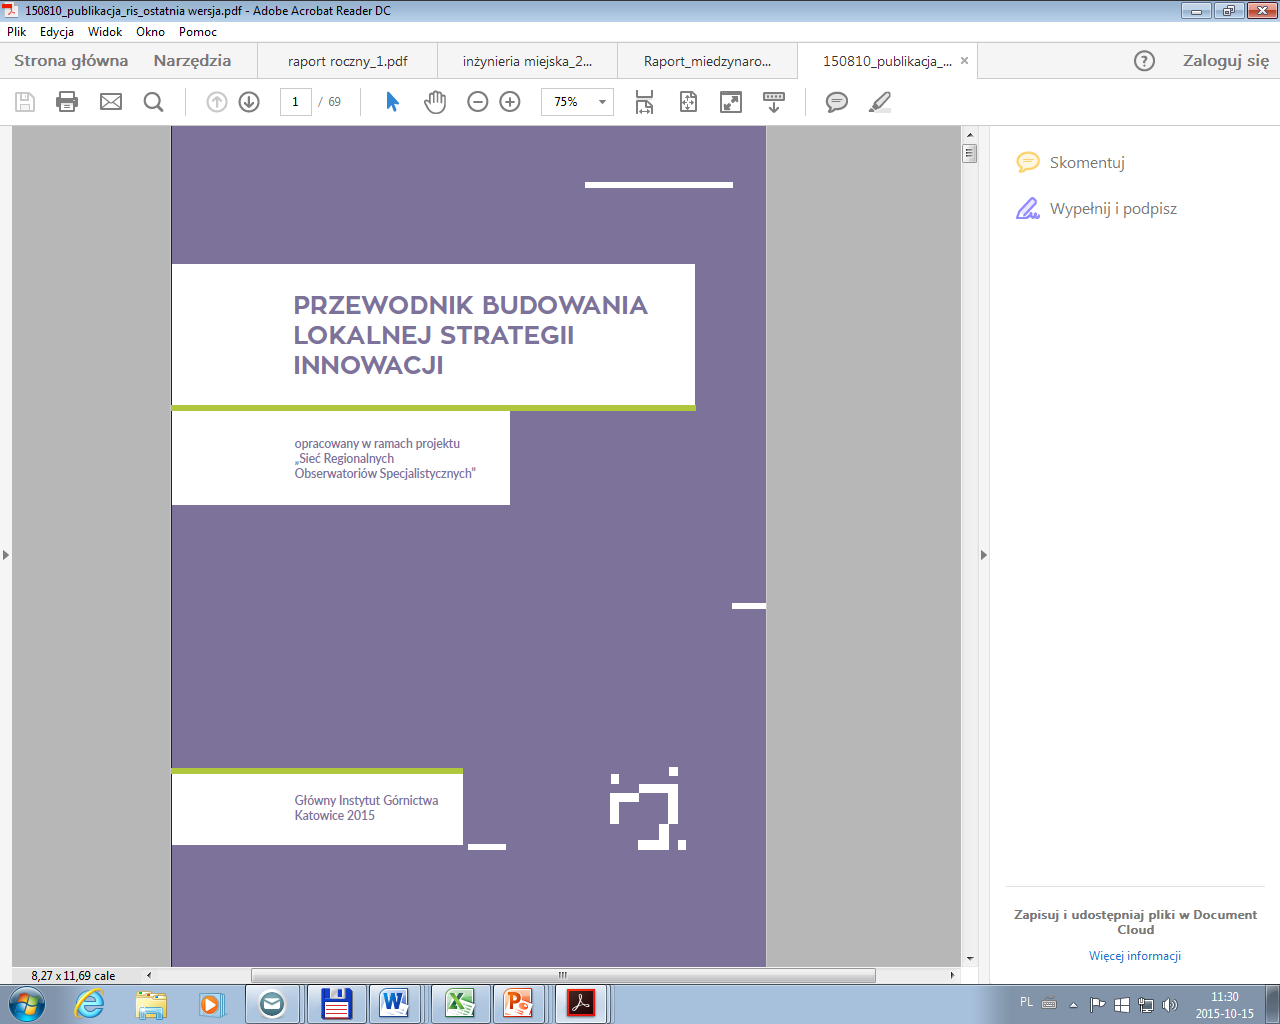 150810_publikacja_ris_ostatnia wersja.pdf - Adobe Acrobat Reader DC
Plik Edycja Widok Okno Pomoc
Strona główna Narzędzia raport roczny_1.pdf inżynieria miejska_2... Raport_miedzynaro... 150810_publikacja_... × Zaloguj się
1 / 69 75%
Skomentuj
Wypełnij i podpisz
PRZEWODNIK BUDOWANIA
LOKALNEJ STRATEGII
INNOWACJI
opracowany w ramach projektu
„Sieć Regionalnych
Obserwatoriów Specjalistycznych”
Główny Instytut Górnictwa
Katowice 2015
Zapisuj i udostępniaj pliki w Document
Cloud
Więcej informacji
8,27 x 11,69 cale
PL 11:30
2015-10-15